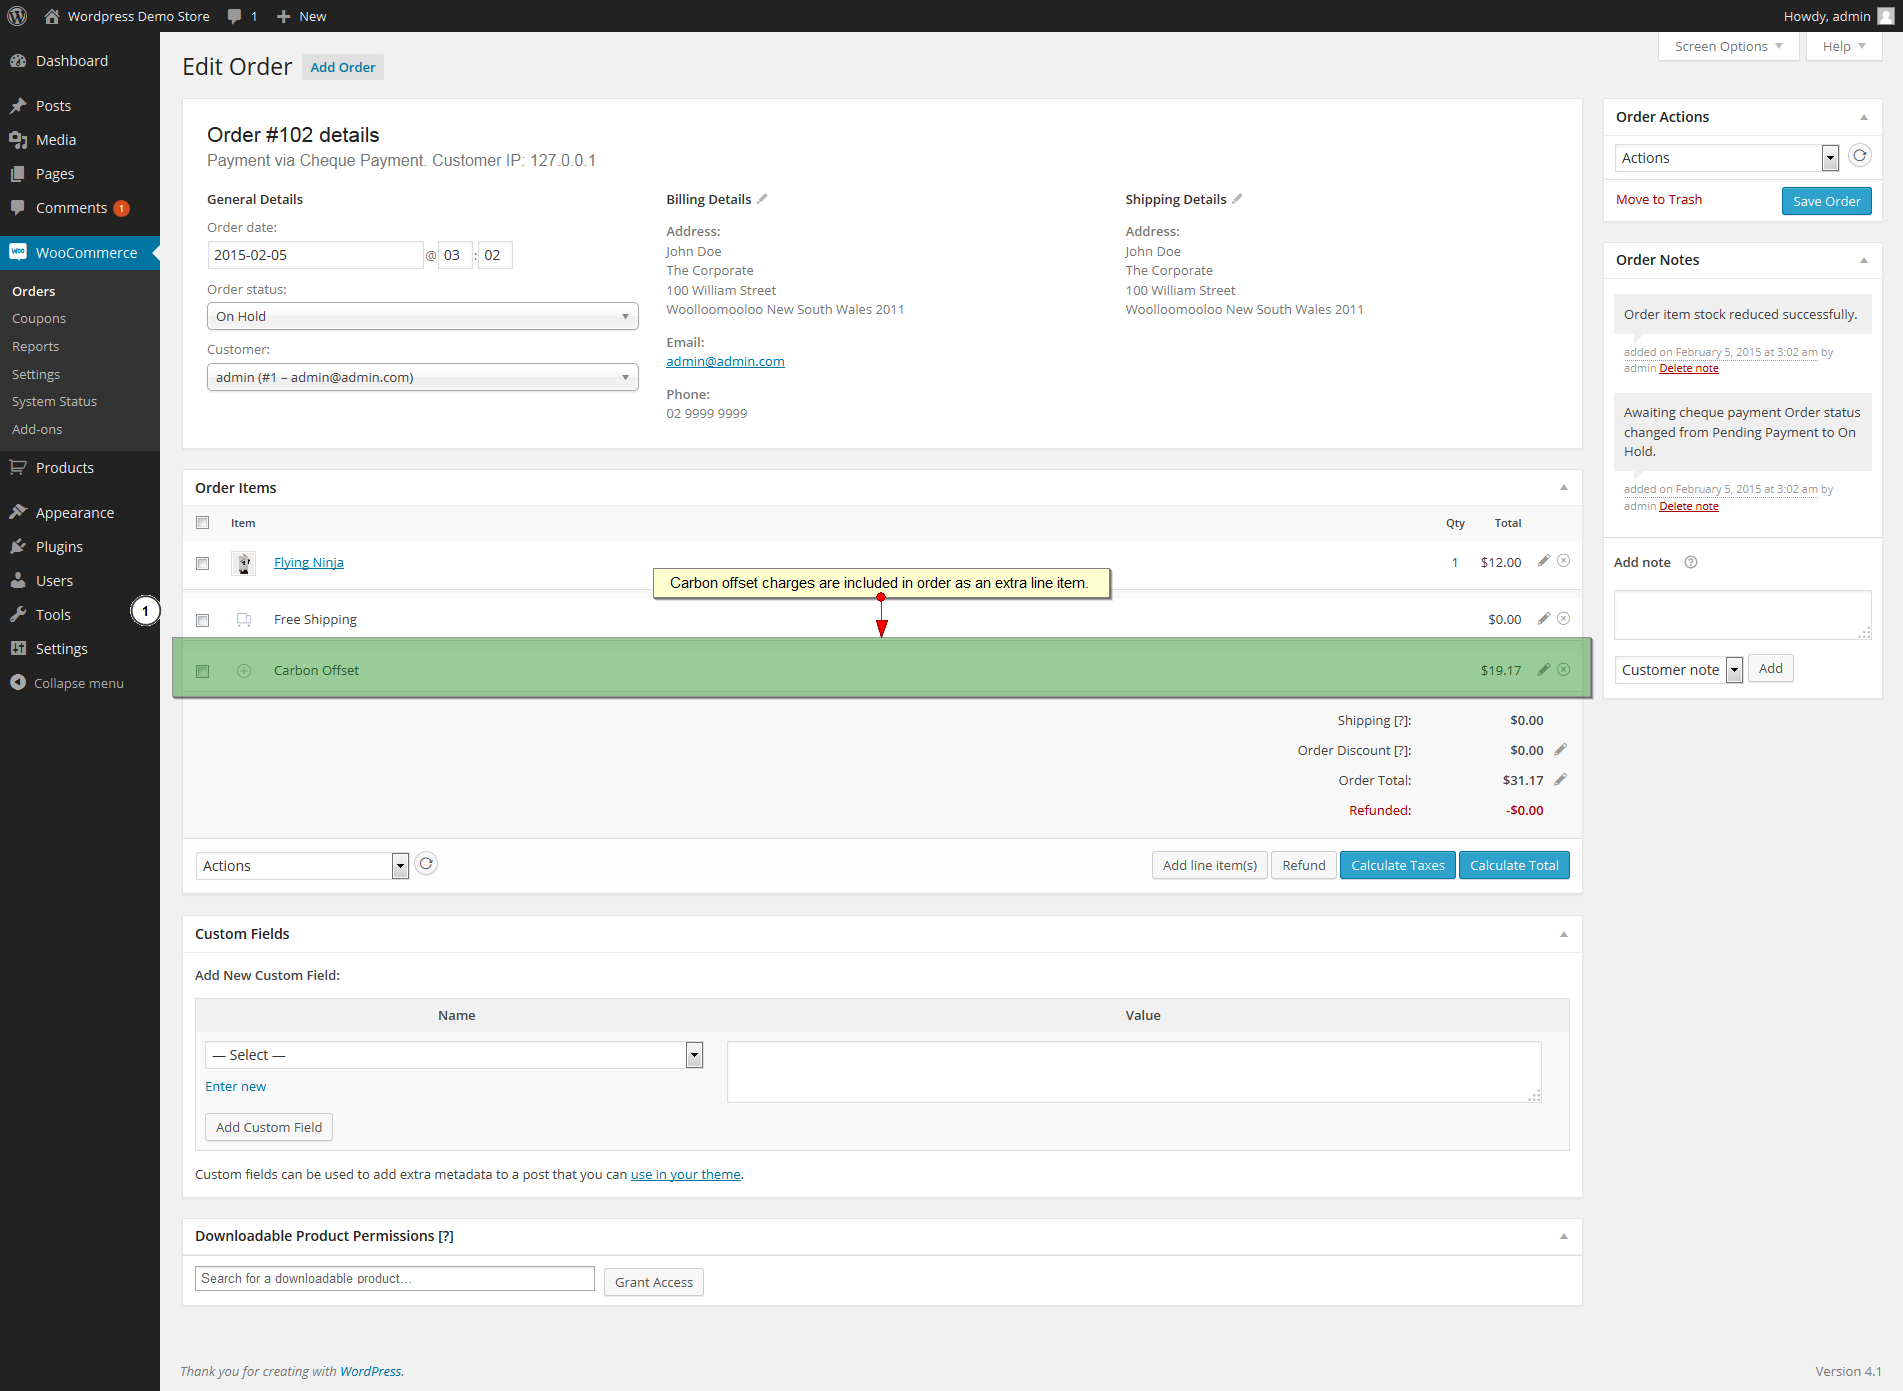 Wordpress Demo Store
1
New
Howdy, admin
Dashboard
Posts
Media
Pages
Comments 1
WooCommerce
Orders
Coupons
Reports
Settings
System Status
Add-ons
Products
Appearance
Plugins
Users
Tools
1
Settings
Collapse menu
Screen Options
Help
Edit Order
Add Order
Order #102 details
Payment via Cheque Payment. Customer IP: 127.0.0.1
General Details
Order date:
2015-02-05 @ 03 : 02
Order status:
On Hold
Customer:
admin (#1 – admin@admin.com)
Billing Details
Address:
John Doe
The Corporate
100 William Street
Woolloomooloo New South Wales 2011
Email:
admin@admin.com
Phone:
02 9999 9999
Shipping Details
Address:
John Doe
The Corporate
100 William Street
Woolloomooloo New South Wales 2011
Order Items
Item Qty Total
Flying Ninja 1 $12.00
Carbon offset charges are included in order as an extra line item.
Free Shipping $0.00
Carbon Offset $19.17
Shipping [?]: $0.00
Order Discount [?]: $0.00
Order Total: $31.17
Refunded: -$0.00
Actions
Add line item(s)
Refund
Calculate Taxes
Calculate Total
Custom Fields
Add New Custom Field:
Name Value
— Select —
Enter new
Add Custom Field
Custom fields can be used to add extra metadata to a post that you can use in your theme.
Downloadable Product Permissions [?]
Search for a downloadable product…
Grant Access
Order Actions
Actions
Move to Trash
Save Order
Order Notes
Order item stock reduced successfully.
added on February 5, 2015 at 3:02 am by
admin Delete note
Awaiting cheque payment Order status
changed from Pending Payment to On
Hold.
added on February 5, 2015 at 3:02 am by
admin Delete note
Add note ?
Customer note
Add
Thank you for creating with WordPress.
Version 4.1